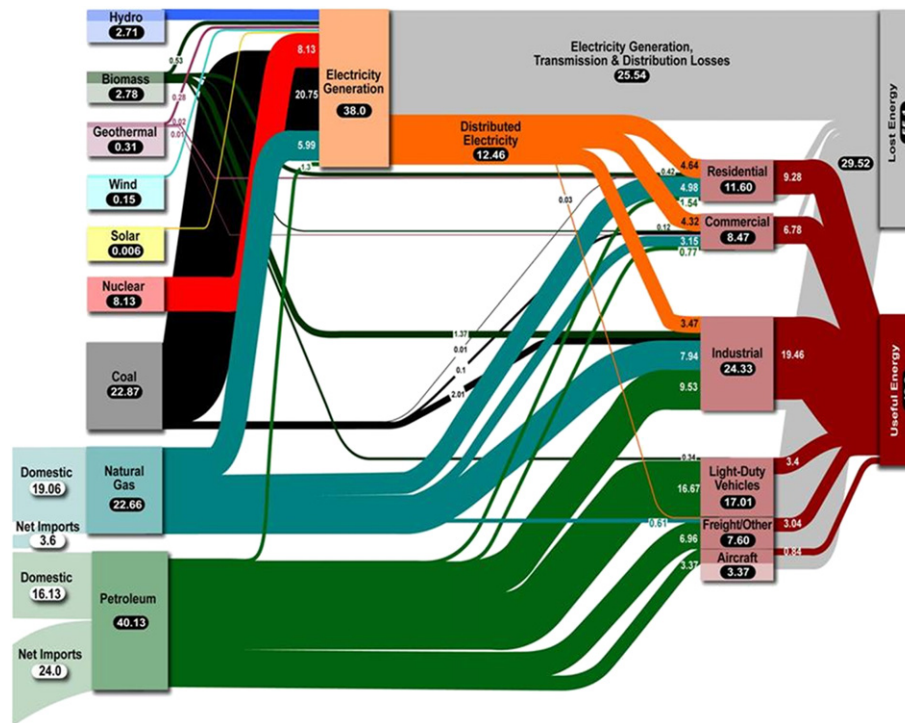 Hydro
2.71
Biomass
2.78
Geothermal
0.31
Wind
0.15
Solar
0.006
Nuclear
8.13
Coal
22.87
Domestic
19.06
Net Imports
3.6
Natural
Gas
22.66
Domestic
16.13
Net Imports
24.0
Petroleum
40.13
0.53
0.28
0.02
0.01
8.13
20.75
5.99
Electricity
Generation
38.0
Electricity Generation,
Transmission & Distribution Losses
25.54
Distributed
Electricity
12.46
0.03
1.37
0.01
0.1
2.01
0.61
0.42
4.64
4.98
1.54
Residential
11.60
9.28
4.32
0.12
3.15
0.77
Commercial
8.47
6.78
3.47
7.94
9.53
Industrial
24.33
19.46
0.24
16.67
Light-Duty
Vehicles
17.01
3.4
6.96
Freight/Other
7.60
3.04
3.37
Aircraft
3.37
0.84
29.52
Lost Energy
Useful Energy